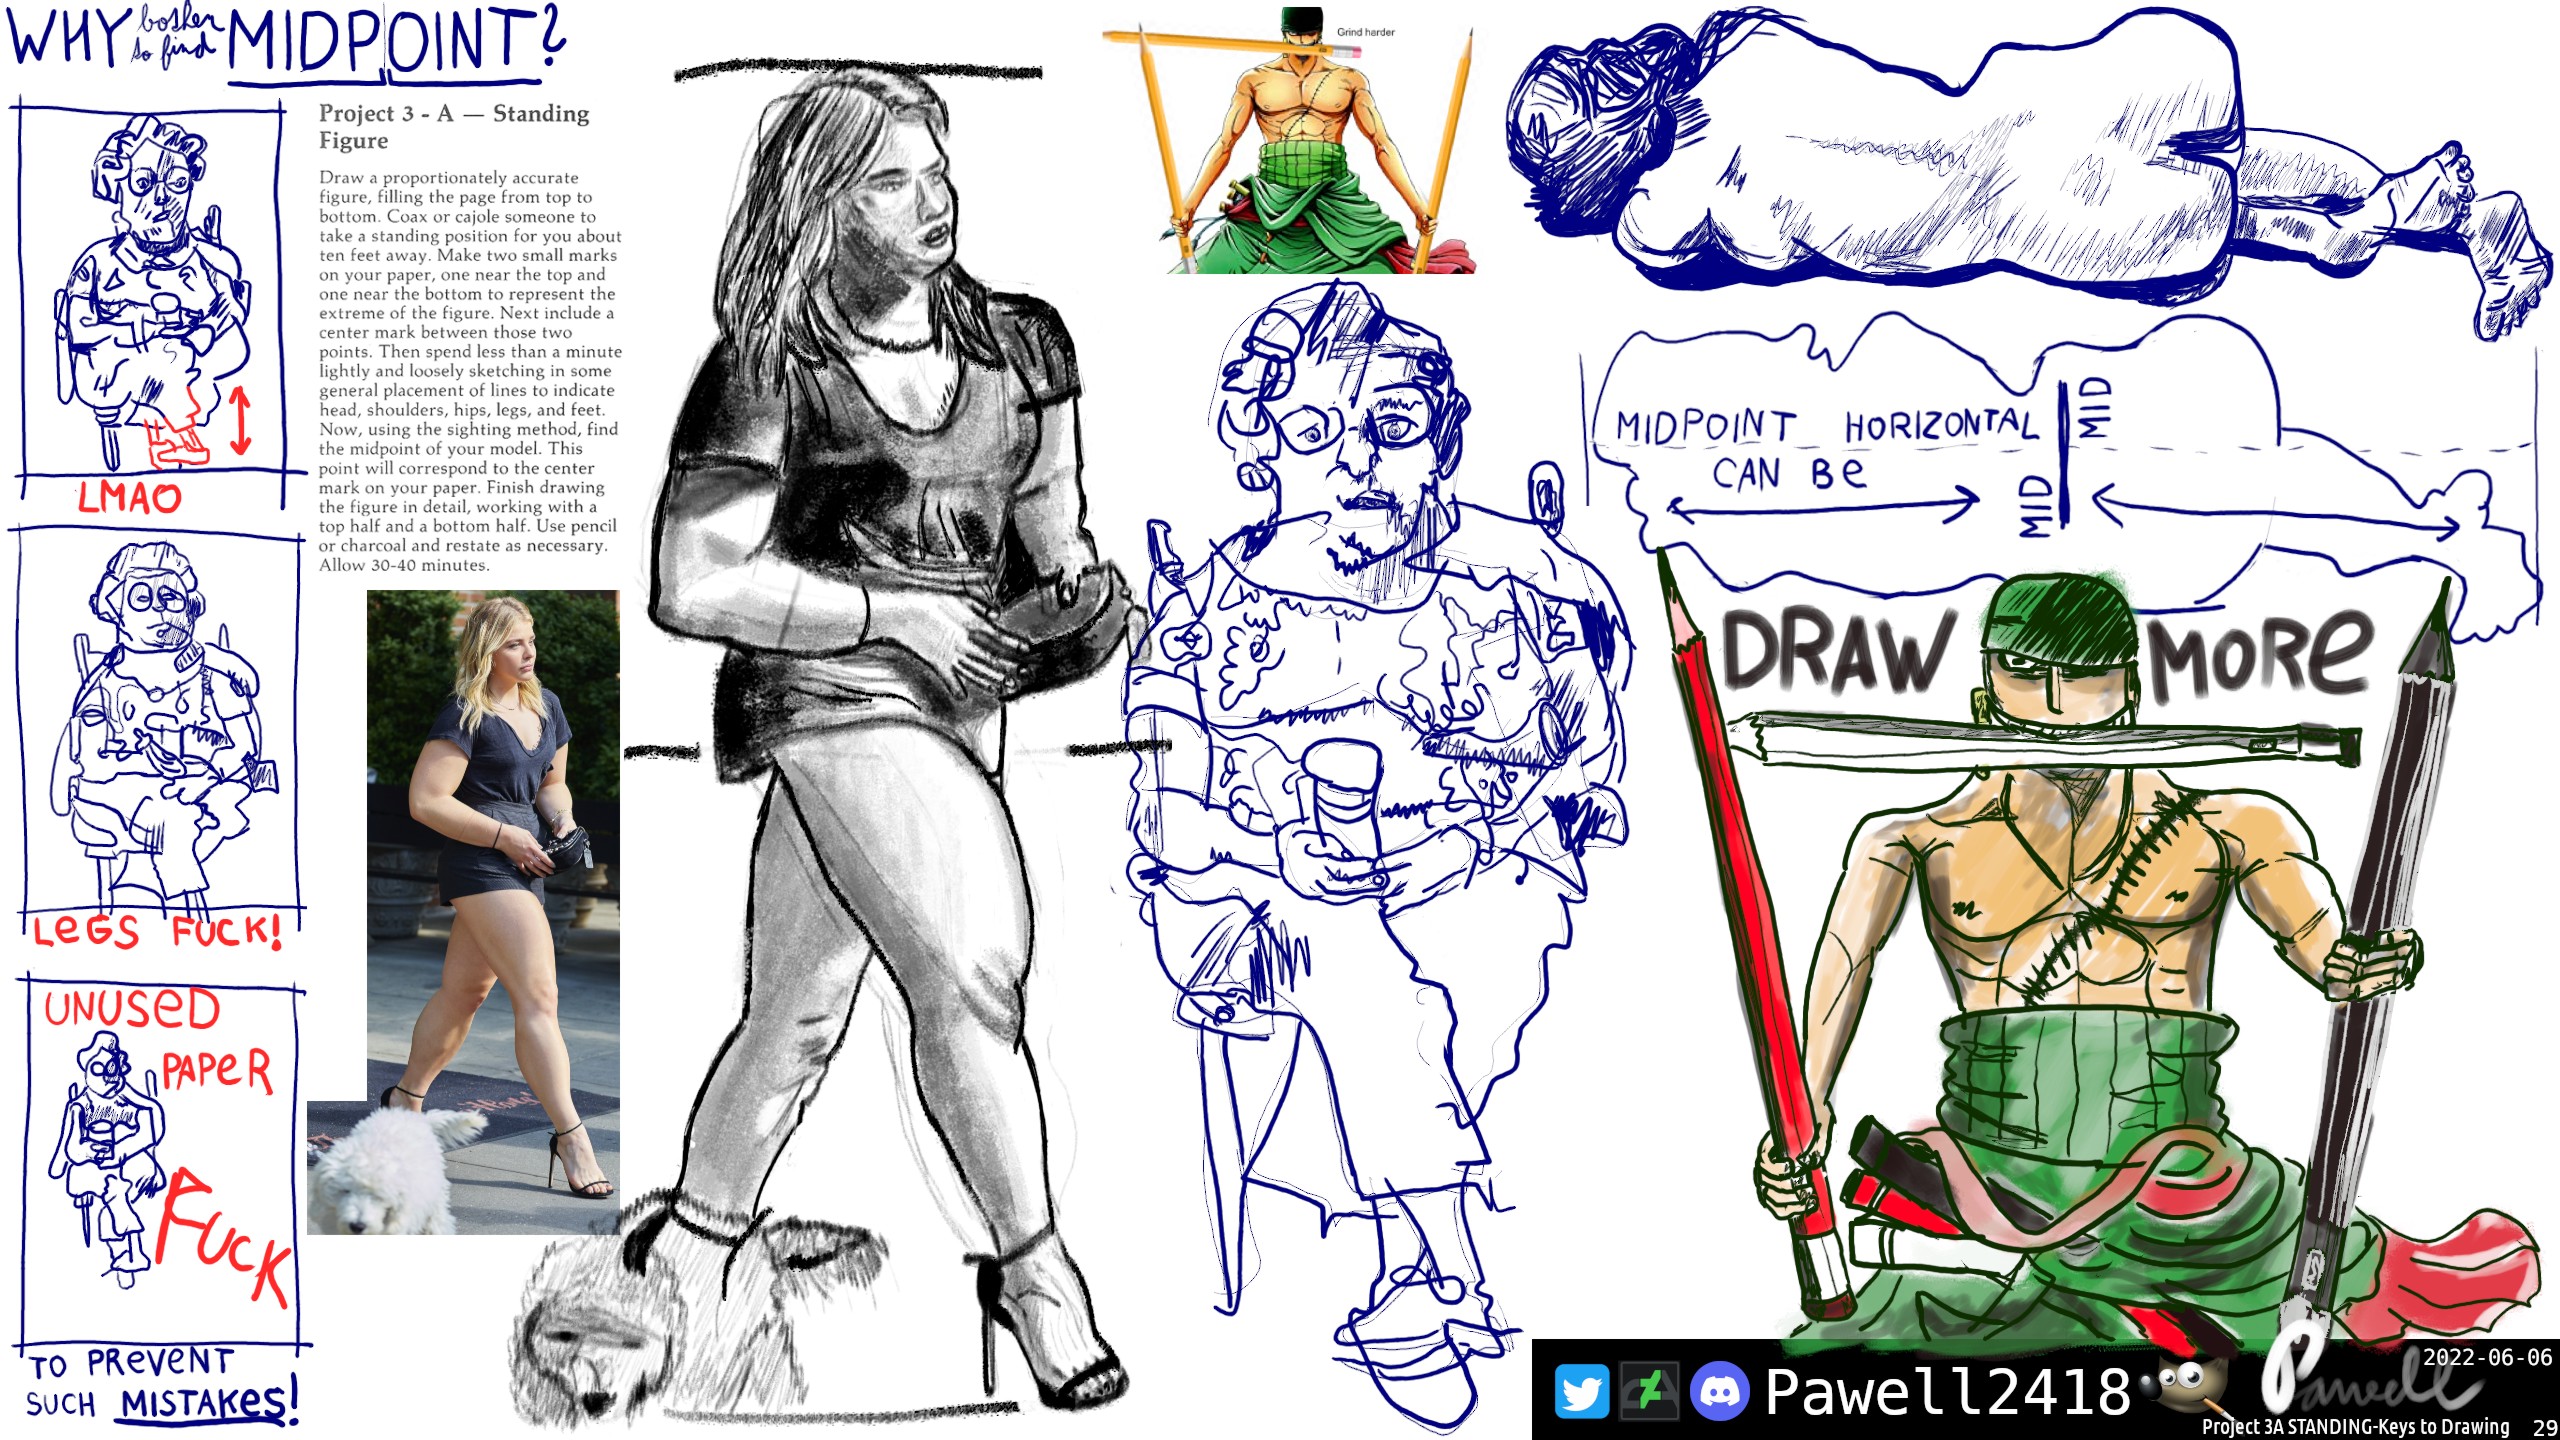 WHY bother to find MIDPOINT?
LMAO
LEGS FUCK!
UNUSED
PAPER
FUCK
TO PREVENT
SUCH MISTAKES!
Project 3 - A — Standing
Figure
Draw a proportionately accurate
figure, filling the page from top to
bottom. Coax or cajole someone to
take a standing position for you about
ten feet away. Make two small marks
on your paper, one near the top and
one near the bottom to represent the
extreme of the figure. Next include a
center mark between those two
points. Then spend less than a minute
lightly and loosely sketching in some
general placement of lines to indicate
head, shoulders, hips, legs, and feet.
Now, using the sighting method, find
the midpoint of your model. This
point will correspond to the center
mark on your paper. Finish drawing
the figure in detail, working with a
top half and a bottom half. Use pencil
or charcoal and restate as necessary.
Allow 30-40 minutes.
Grind harder
MIDPOINT HORIZONTAL
CAN BE
MID
MID
DRAW MORE
Pawell2418
Pawell
2022-06-06
Project 3A STANDING-Keys to Drawing 29